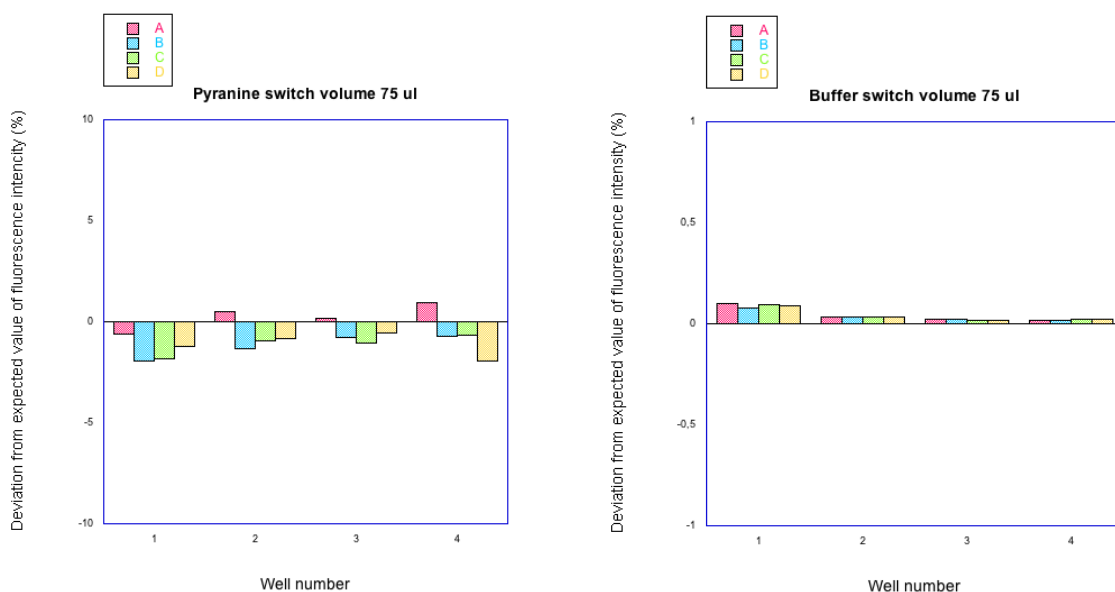 A
B
C
D
Pyranine switch volume 75 ul
Deviation from expected value of fluorescence intencity (%)
10
5
0
-5
-10
1 2 3 4
Well number
A
B
C
D
Buffer switch volume 75 ul
Deviation from expected value of fluorescence intensity (%)
1
0,5
0
-0,5
-1
1 2 3 4
Well number